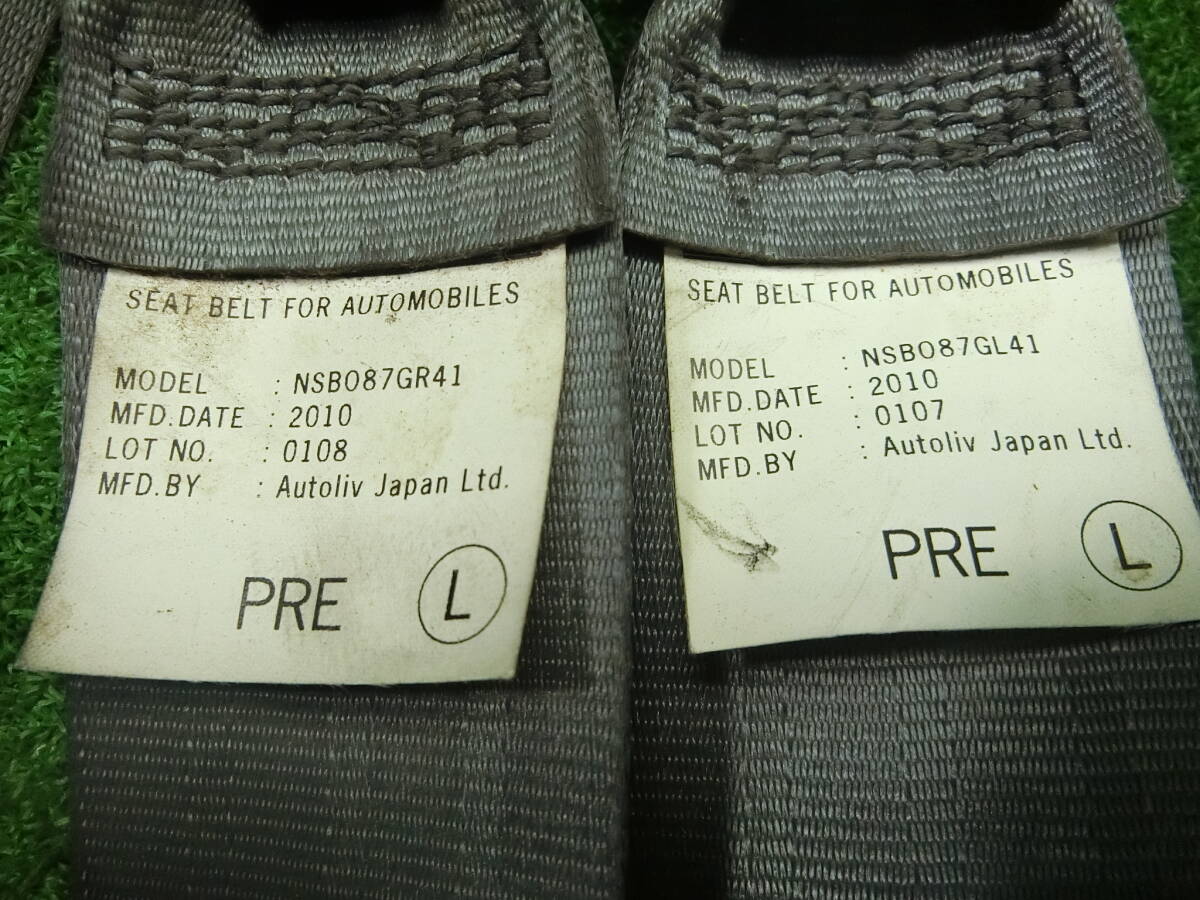 SEAT BELT FOR AUTOMOBILES
MODEL : NSB087GR41
MFD.DATE : 2010
LOT NO. : 0108
MFD.BY : Autoliv Japan Ltd.
PRE L
SEAT BELT FOR AUTOMOBILES
MODEL : NSB087GL41
MFD.DATE : 2010
LOT NO. : 0107
MFD.BY : Autoliv Japan Ltd.
PRE L